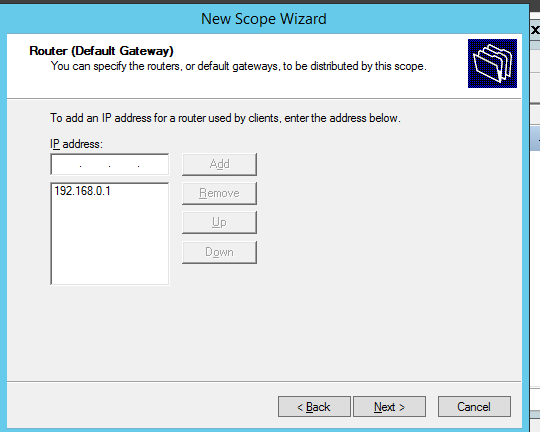 New Scope Wizard
Router (Default Gateway)
You can specify the routers, or default gateways, to be distributed by this scope.
To add an IP address for a router used by clients, enter the address below.
IP address:
. . .
Add
192.168.0.1
Remove
Up
Down
< Back
Next >
Cancel